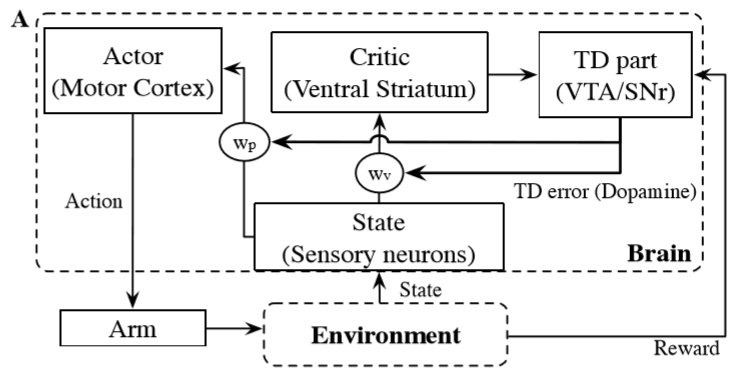 A
Actor
(Motor Cortex)
Critic
(Ventral Striatum)
TD part
(VTA/SNr)
wp
wv
Action
TD error (Dopamine)
State
(Sensory neurons)
Brain
State
Arm
Environment
Reward